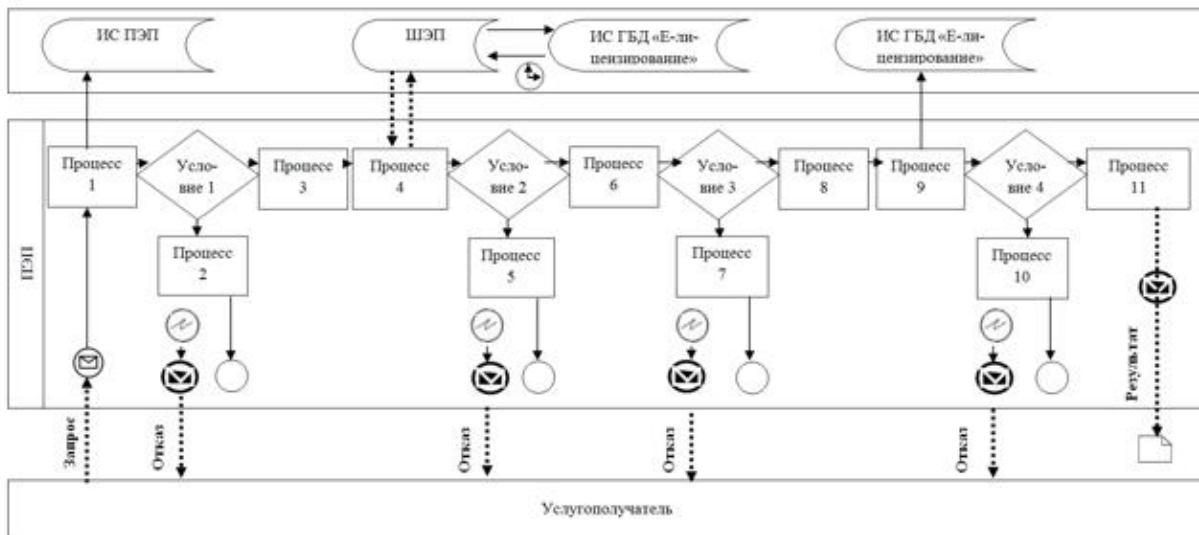 ИС ПЭП
ШЭП
ИС ГБД «Е-ли-
цензирование»
ИС ГБД «Е-ли-
цензирование»
ПЭП
Процесс
1
Усло-
вие 1
Процесс
3
Процесс
4
Усло-
вие 2
Процесс
6
Усло-
вие 3
Процесс
8
Процесс
9
Усло-
вие 4
Процесс
11
Процесс
2
Процесс
5
Процесс
7
Процесс
10
Запрос
Отказ
Отказ
Отказ
Отказ
Результат
Услугополучатель